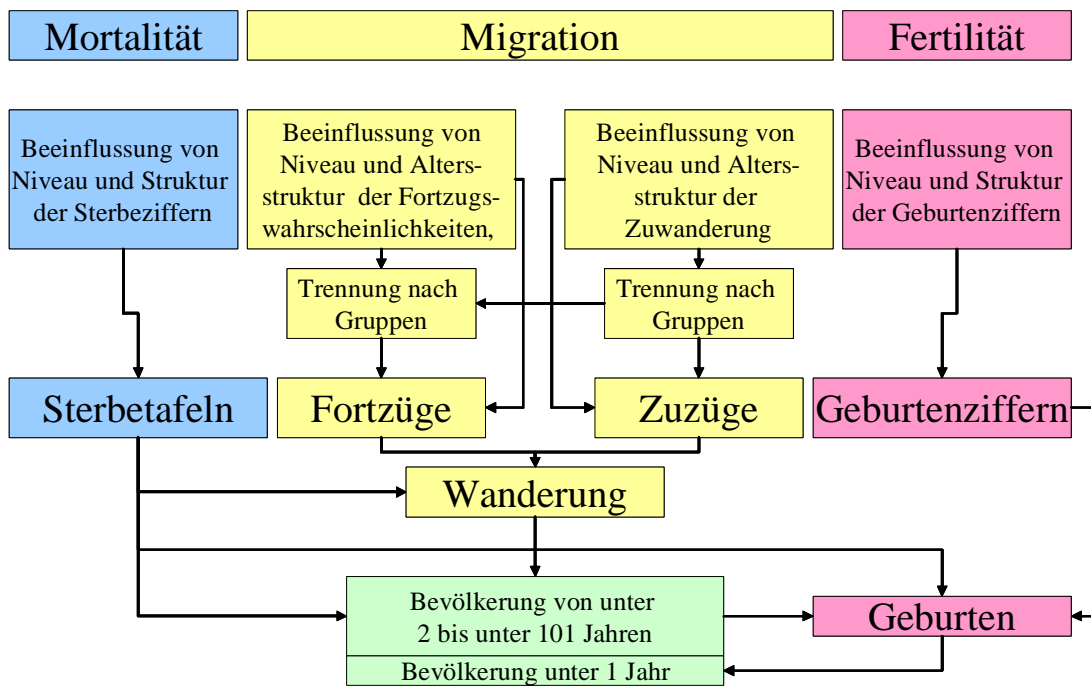 Mortalität
Migration
Fertilität
Beeinflussung von
Niveau und Struktur
der Sterbeziffern
Beeinflussung von
Niveau und Alters-
struktur der Fortzugs-
wahrscheinlichkeiten,
Beeinflussung von
Niveau und Alters-
struktur der
Zuwanderung
Beeinflussung von
Niveau und Struktur
der Geburtenziffern
Trennung nach
Gruppen
Trennung nach
Gruppen
Sterbetafeln
Fortzüge
Zuzüge
Geburtenziffern
Wanderung
Bevölkerung von unter
2 bis unter 101 Jahren
Geburten
Bevölkerung unter 1 Jahr